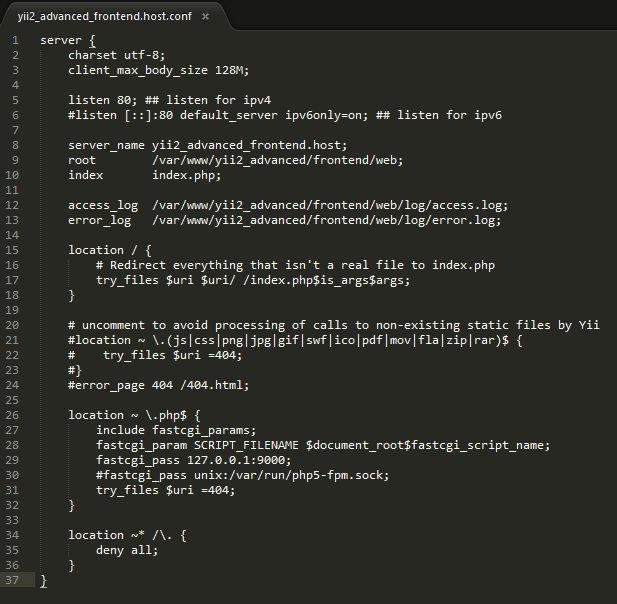 yii2_advanced_frontend.host.conf ×
1 server {
2     charset utf-8;
3     client_max_body_size 128M;
4
5     listen 80; ## listen for ipv4
6     #listen [::]:80 default_server ipv6only=on; ## listen for ipv6
7
8     server_name yii2_advanced_frontend.host;
9     root        /var/www/yii2_advanced/frontend/web;
10     index       index.php;
11
12     access_log  /var/www/yii2_advanced/frontend/web/log/access.log;
13     error_log   /var/www/yii2_advanced/frontend/web/log/error.log;
14
15     location / {
16         # Redirect everything that isn't a real file to index.php
17         try_files $uri $uri/ /index.php$is_args$args;
18     }
19
20     # uncomment to avoid processing of calls to non-existing static files by Yii
21     #location ~ \.(js|css|png|jpg|gif|swf|ico|pdf|mov|fla|zip|rar)$ {
22     #    try_files $uri =404;
23     #}
24     #error_page 404 /404.html;
25
26     location ~ \.php$ {
27         include fastcgi_params;
28         fastcgi_param SCRIPT_FILENAME $document_root$fastcgi_script_name;
29         fastcgi_pass 127.0.0.1:9000;
30         #fastcgi_pass unix:/var/run/php5-fpm.sock;
31         try_files $uri =404;
32     }
33
34     location ~* /\. {
35         deny all;
36     }
37 }